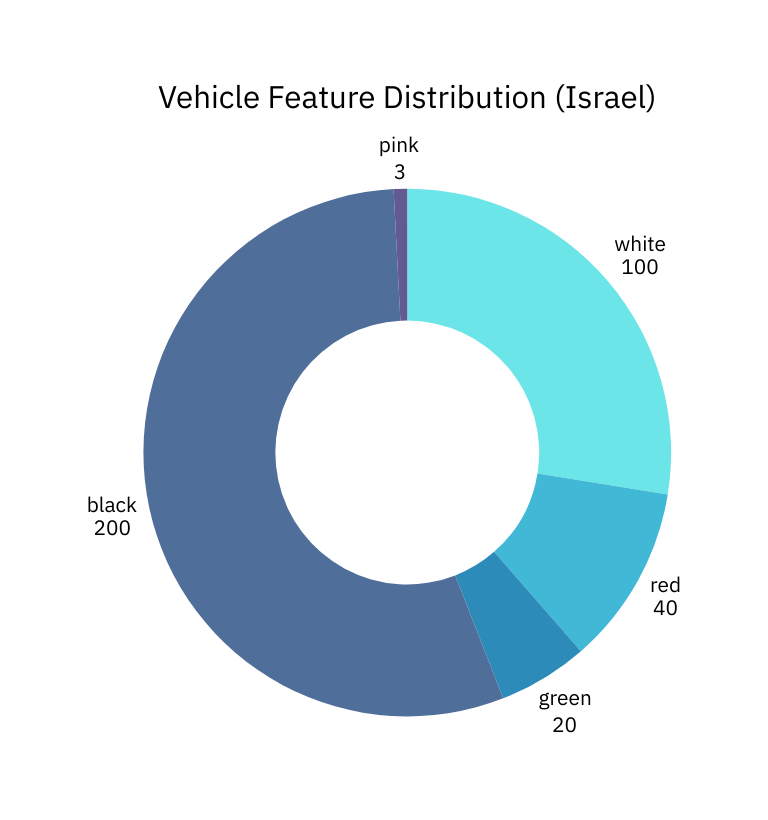 Vehicle Feature Distribution (Israel)
pink
3
white
100
black
200
red
40
green
20